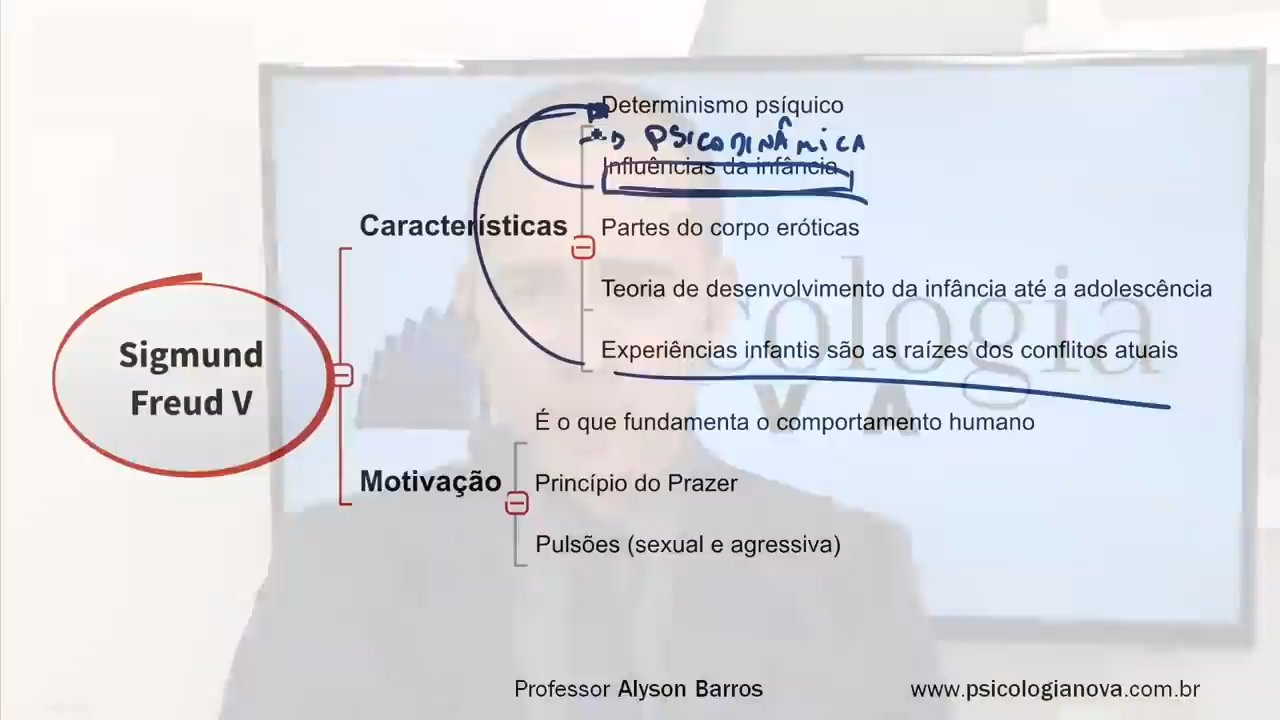 Determinismo psíquico
PSICODINÂMICA
Influências da infância
Características
Partes do corpo eróticas
Teoria de desenvolvimento da infância até a adolescência
Sigmund
Freud V
Experiências infantis são as raízes dos conflitos atuais
É o que fundamenta o comportamento humano
Motivação
Princípio do Prazer
Pulsões (sexual e agressiva)
Professor Alyson Barros
www.psicologianova.com.br